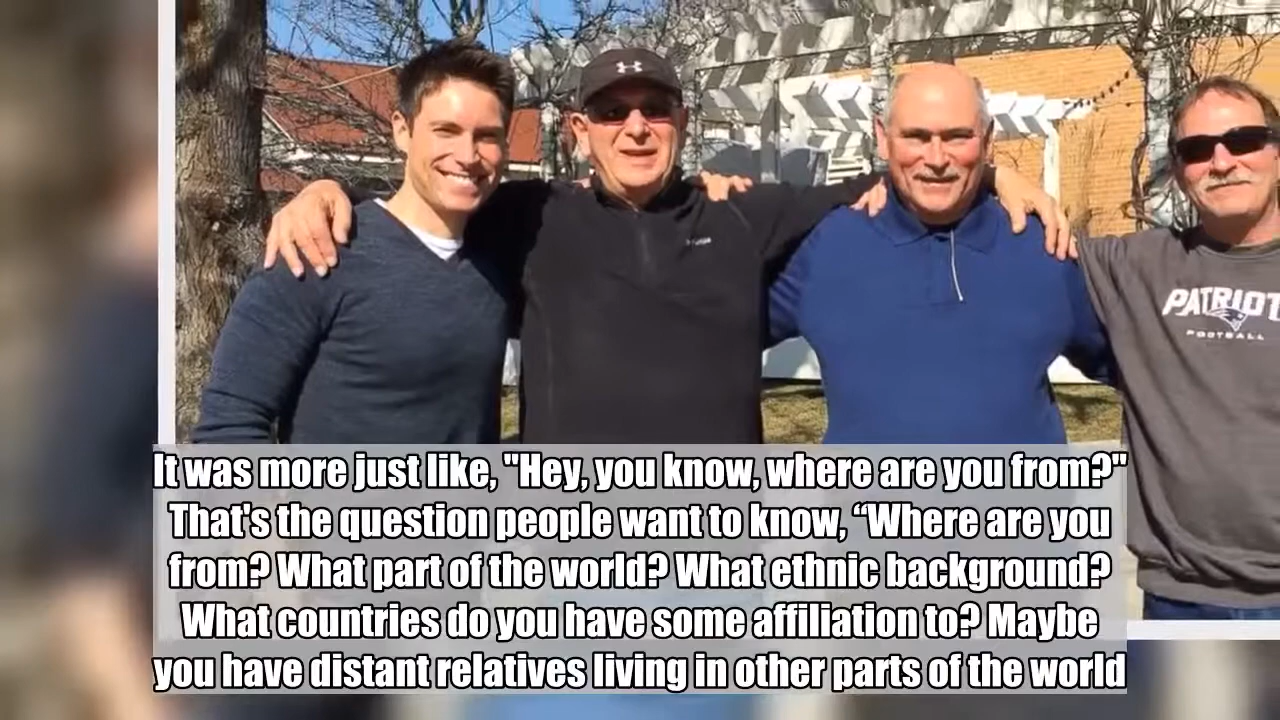 PATRIOT
FOOTBALL
It was more just like, "Hey, you know, where are you from?"
That's the question people want to know, “Where are you
from? What part of the world? What ethnic background?
What countries do you have some affiliation to? Maybe
you have distant relatives living in other parts of the world